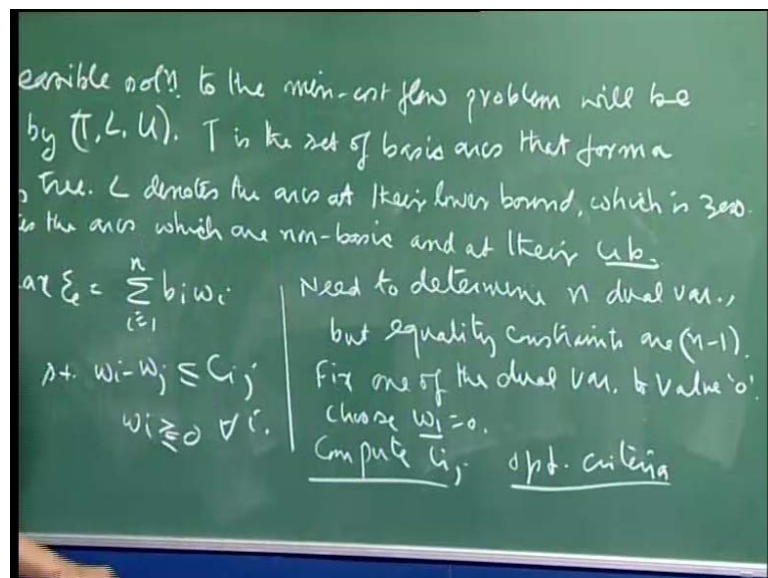 easible soln. to the min-cost flow problem will be
by (T, L, U). T is the set of basic arcs that form a
tree. L denotes the arcs at their lower bound, which is zero.
es the arcs which are non-basic and at their u.b.
ax ξ = n∑i=1 bi wi
s.t. wi - wj ≤ Cij
wi ≥≤ 0 ∀ i.
Need to determine n dual var.,
but equality constraints are (n-1).
Fix one of the dual var. to value '0'.
choose w1 = 0.
Compute opt. criteria